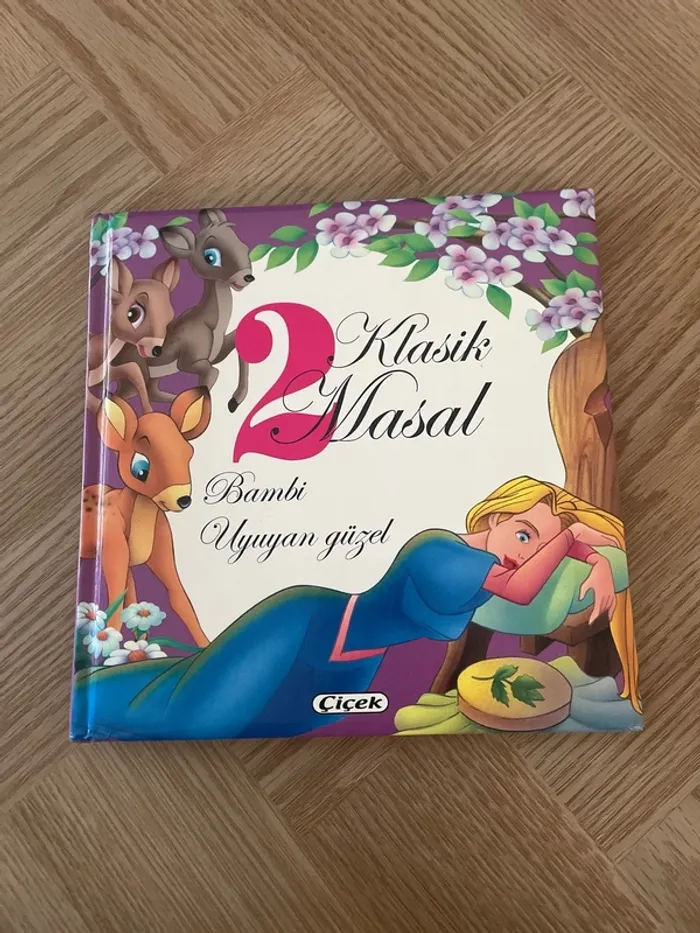 2 Klasik
Masal
Bambi
Uyuyan güzel
Çiçek